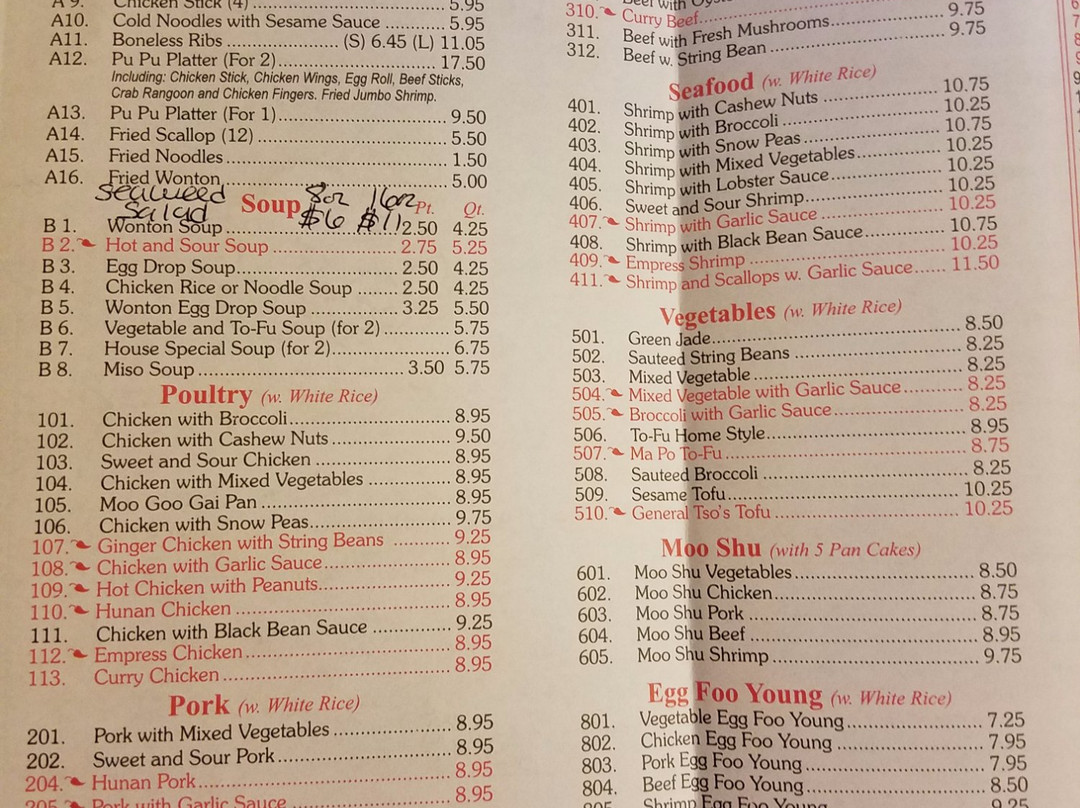 A 9. Chicken Stick (4) 5.95
A10. Cold Noodles with Sesame Sauce 5.95
A11. Boneless Ribs (S) 6.45 (L) 11.05
A12. Pu Pu Platter (For 2) 17.50
Including: Chicken Stick, Chicken Wings, Egg Roll, Beef Sticks,
Crab Rangoon and Chicken Fingers. Fried Jumbo Shrimp.
A13. Pu Pu Platter (For 1) 9.50
A14. Fried Scallop (12) 5.50
A15. Fried Noodles 1.50
A16. Fried Wonton 5.00
Seaweed Salad 8oz $6 16oz $11
Soup Pt. Qt.
B 1. Wonton Soup 2.50 4.25
B 2. Hot and Sour Soup 2.75 5.25
B 3. Egg Drop Soup 2.50 4.25
B 4. Chicken Rice or Noodle Soup 2.50 4.25
B 5. Wonton Egg Drop Soup 3.25 5.50
B 6. Vegetable and To-Fu Soup (for 2) 5.75
B 7. House Special Soup (for 2) 6.75
B 8. Miso Soup 3.50 5.75
Poultry (w. White Rice)
101. Chicken with Broccoli 8.95
102. Chicken with Cashew Nuts 9.50
103. Sweet and Sour Chicken 8.95
104. Chicken with Mixed Vegetables 8.95
105. Moo Goo Gai Pan 8.95
106. Chicken with Snow Peas 9.75
107. Ginger Chicken with String Beans 9.25
108. Chicken with Garlic Sauce 8.95
109. Hot Chicken with Peanuts 9.25
110. Hunan Chicken 8.95
111. Chicken with Black Bean Sauce 9.25
112. Empress Chicken 8.95
113. Curry Chicken 8.95
Pork (w. White Rice)
201. Pork with Mixed Vegetables 8.95
202. Sweet and Sour Pork 8.95
204. Hunan Pork 8.95
205. Pork with Garlic Sauce 8.95
Beef with
310. Curry Beef
311. Beef with Fresh Mushrooms 9.75
312. Beef w. String Bean 9.75
Seafood (w. White Rice)
401. Shrimp with Cashew Nuts 10.75
402. Shrimp with Broccoli 10.25
403. Shrimp with Snow Peas 10.75
404. Shrimp with Mixed Vegetables 10.25
405. Shrimp with Lobster Sauce 10.25
406. Sweet and Sour Shrimp 10.25
407. Shrimp with Garlic Sauce 10.25
408. Shrimp with Black Bean Sauce 10.75
409. Empress Shrimp 10.25
411. Shrimp and Scallops w. Garlic Sauce 11.50
Vegetables (w. White Rice)
501. Green Jade 8.50
502. Sauteed String Beans 8.25
503. Mixed Vegetable 8.25
504. Mixed Vegetable with Garlic Sauce 8.25
505. Broccoli with Garlic Sauce 8.25
506. To-Fu Home Style 8.95
507. Ma Po To-Fu 8.75
508. Sauteed Broccoli 8.25
509. Sesame Tofu 10.25
510. General Tso's Tofu 10.25
Moo Shu (with 5 Pan Cakes)
601. Moo Shu Vegetables 8.50
602. Moo Shu Chicken 8.75
603. Moo Shu Pork 8.75
604. Moo Shu Beef 8.95
605. Moo Shu Shrimp 9.75
Egg Foo Young (w. White Rice)
801. Vegetable Egg Foo Young 7.25
802. Chicken Egg Foo Young 7.95
803. Pork Egg Foo Young 7.95
804. Beef Egg Foo Young 8.50
805. Shrimp Egg Foo Young